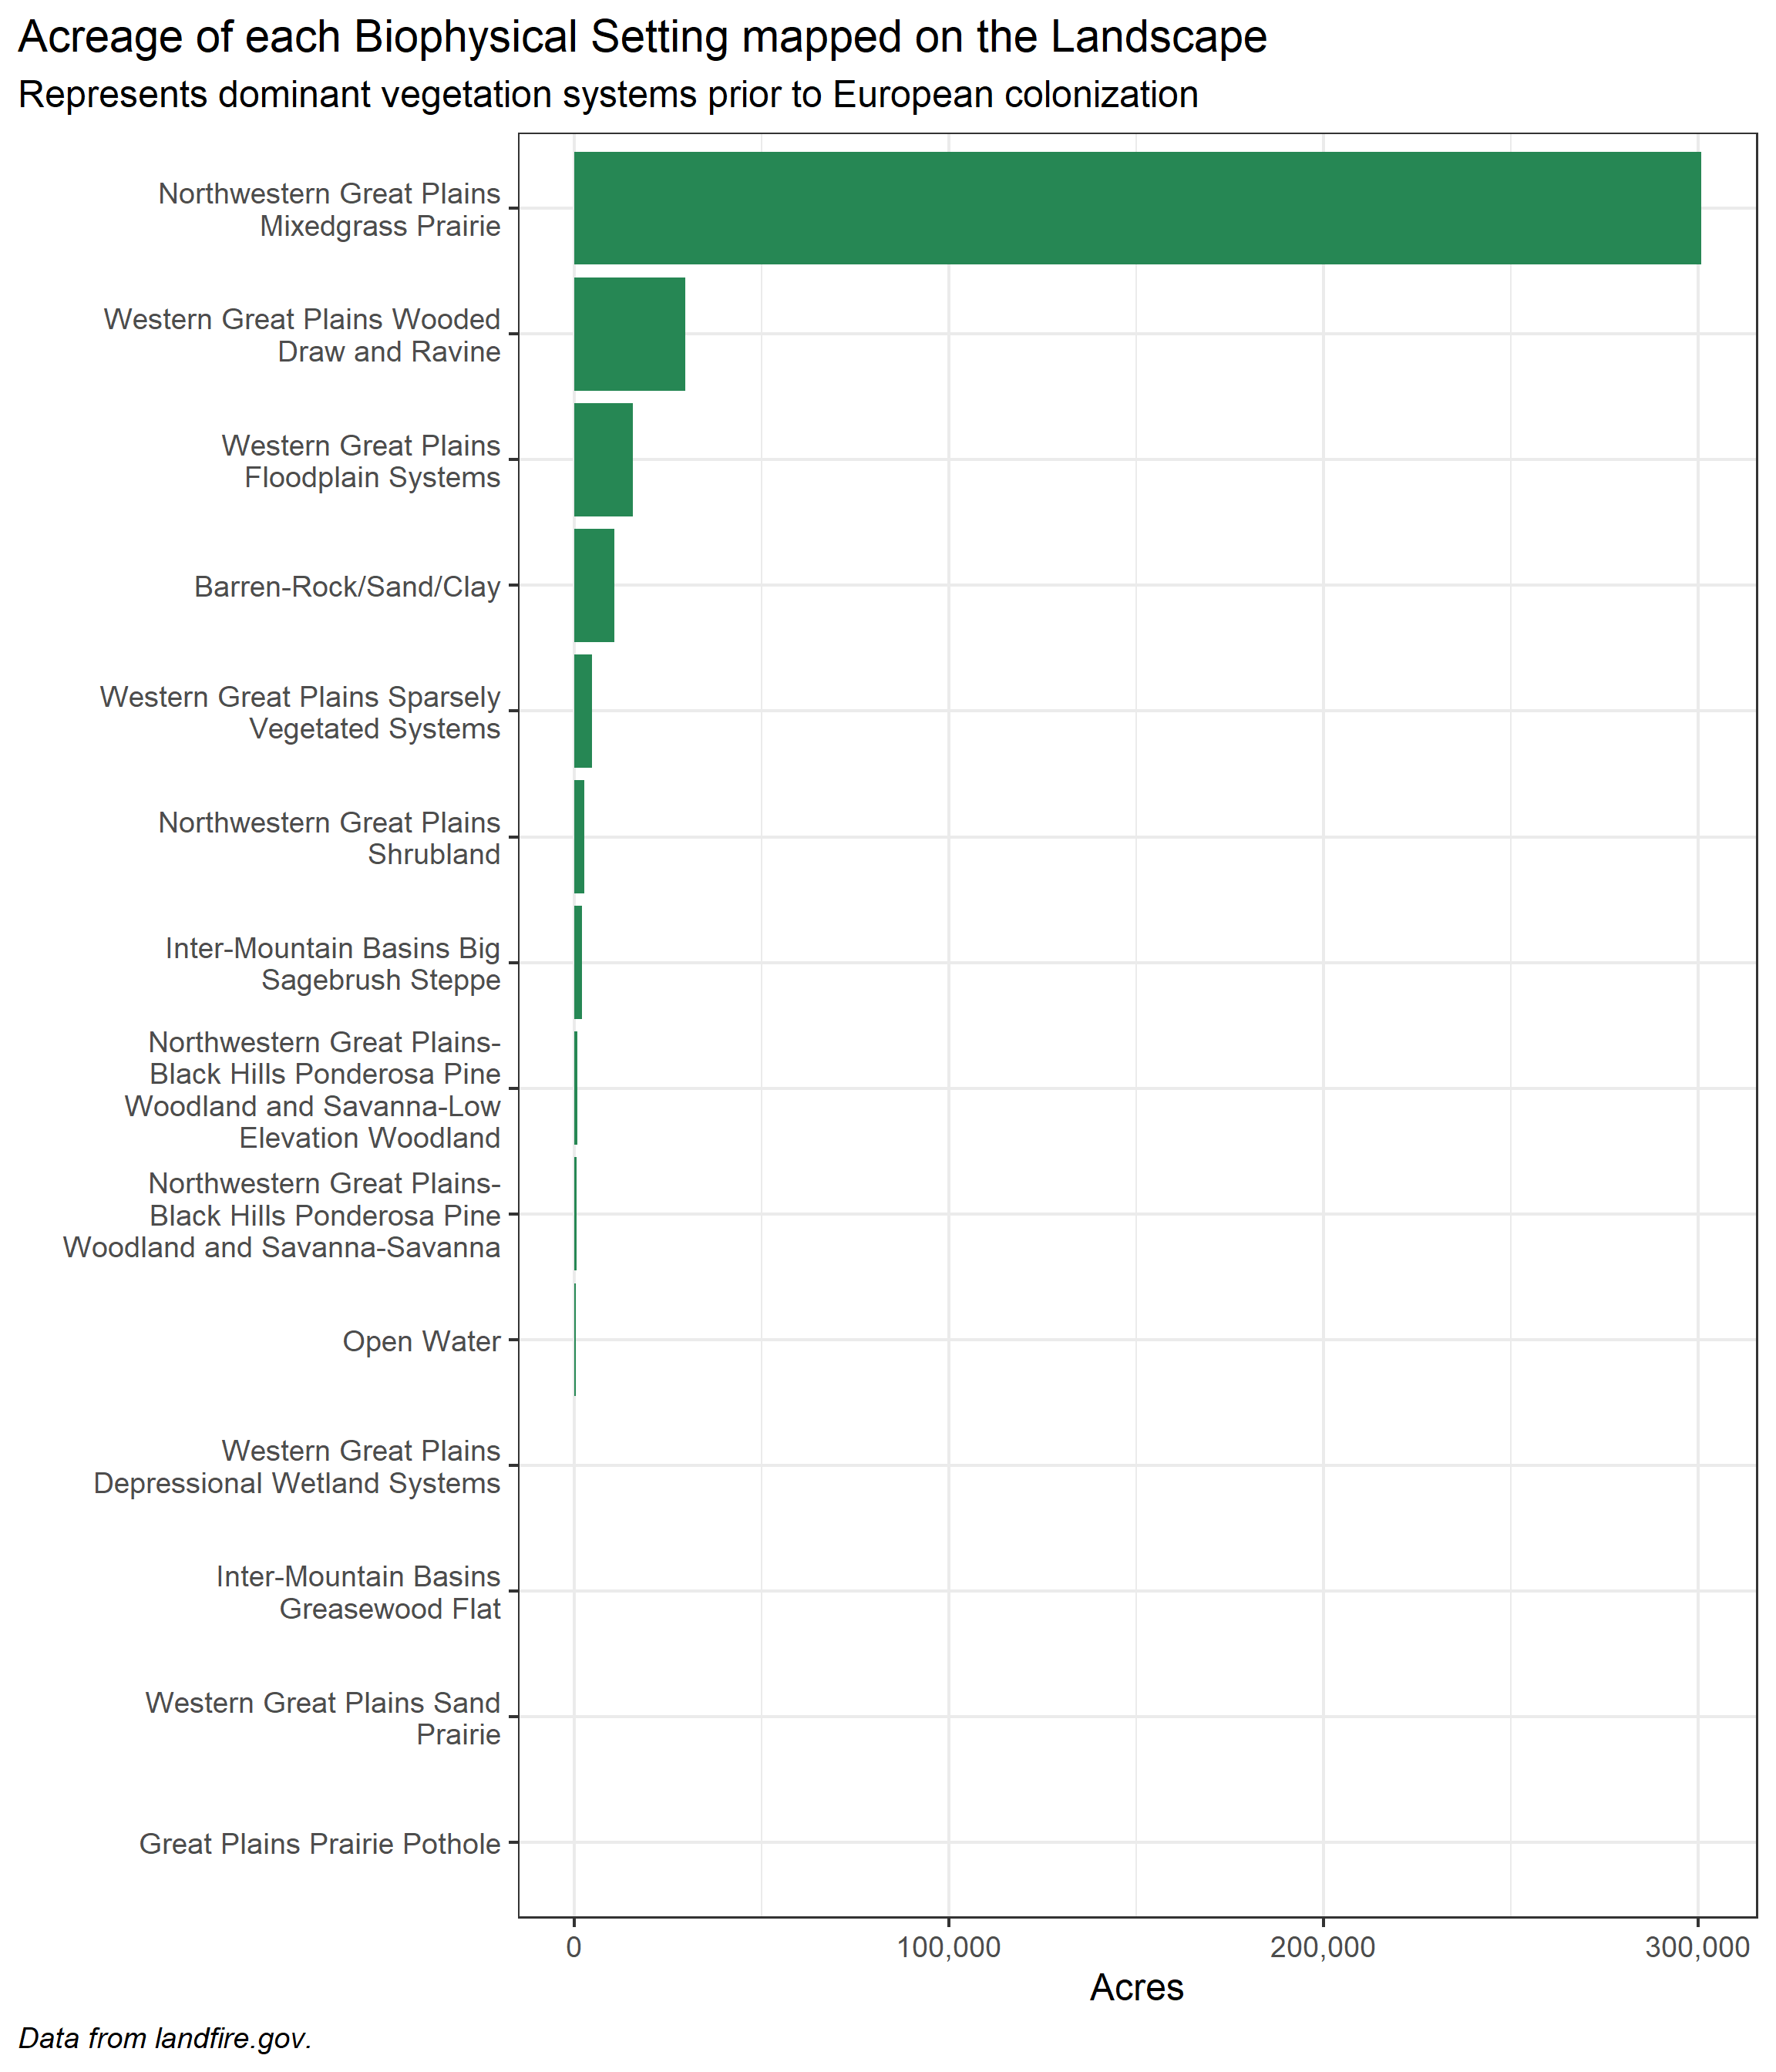 Acreage of each Biophysical Setting mapped on the Landscape
Represents dominant vegetation systems prior to European colonization
Northwestern Great Plains
Mixedgrass Prairie
Western Great Plains Wooded
Draw and Ravine
Western Great Plains
Floodplain Systems
Barren-Rock/Sand/Clay
Western Great Plains Sparsely
Vegetated Systems
Northwestern Great Plains
Shrubland
Inter-Mountain Basins Big
Sagebrush Steppe
Northwestern Great Plains-
Black Hills Ponderosa Pine
Woodland and Savanna-Low
Elevation Woodland
Northwestern Great Plains-
Black Hills Ponderosa Pine
Woodland and Savanna-Savanna
Open Water
Western Great Plains
Depressional Wetland Systems
Inter-Mountain Basins
Greasewood Flat
Western Great Plains Sand
Prairie
Great Plains Prairie Pothole
0 100,000 200,000 300,000
Acres
Data from landfire.gov.